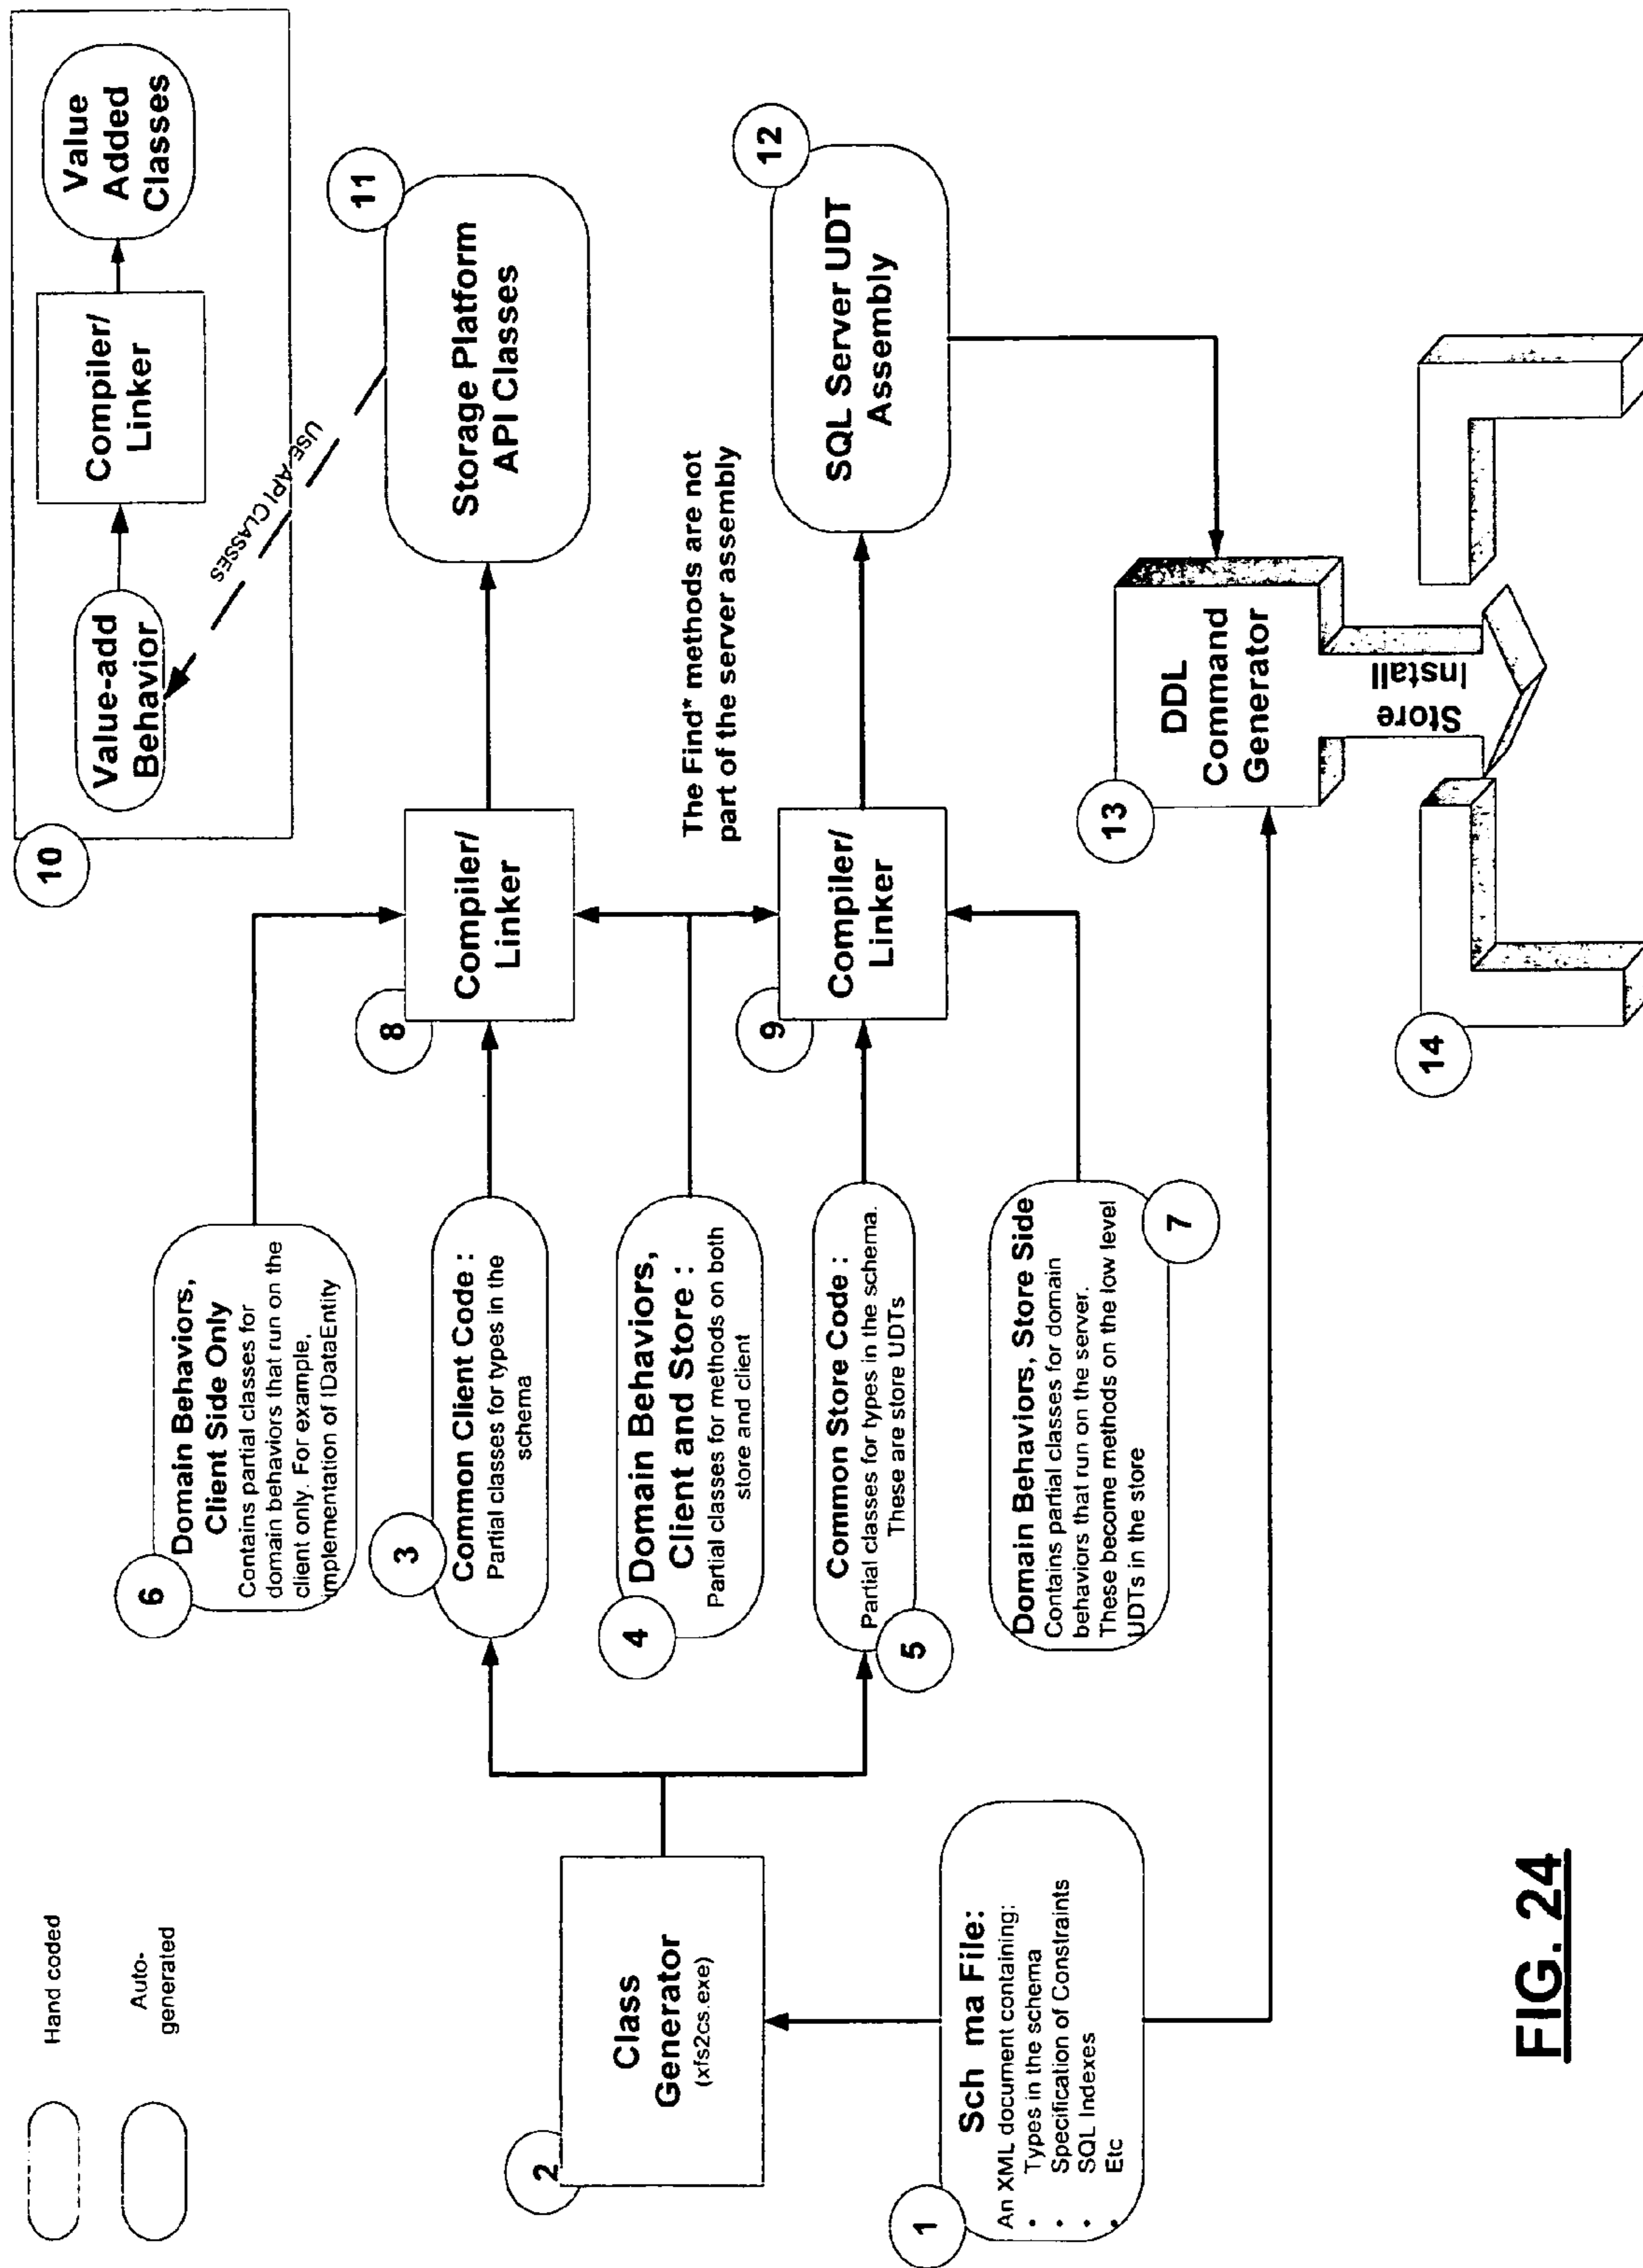 Hand coded
Auto-
generated
10
Value-add
Behavior
Compiler/
Linker
Value
Added
Classes
USE API CLASSES
6
Domain Behaviors,
Client Side Only
Contains partial classes for
domain behaviors that run on the
client only. For example,
implementation of IDataEntity
3
Common Client Code :
Partial classes for types in the
schema
8
Compiler/
Linker
11
Storage Platform
API Classes
2
Class
Generator
(xfs2cs.exe)
4
Domain Behaviors,
Client and Store :
Partial classes for methods on both
store and client
The Find* methods are not
part of the server assembly
5
Common Store Code :
Partial classes for types in the schema.
These are store UDTs
9
Compiler/
Linker
12
SQL Server UDT
Assembly
1
Sch ma File:
An XML document containing:
• Types in the schema
• Specification of Constraints
• SQL Indexes
• Etc
7
Domain Behaviors, Store Side
Contains partial classes for domain
behaviors that run on the server.
These become methods on the low level
UDTs in the store
13
DDL
Command
Generator
Store
Install
14
FIG. 24